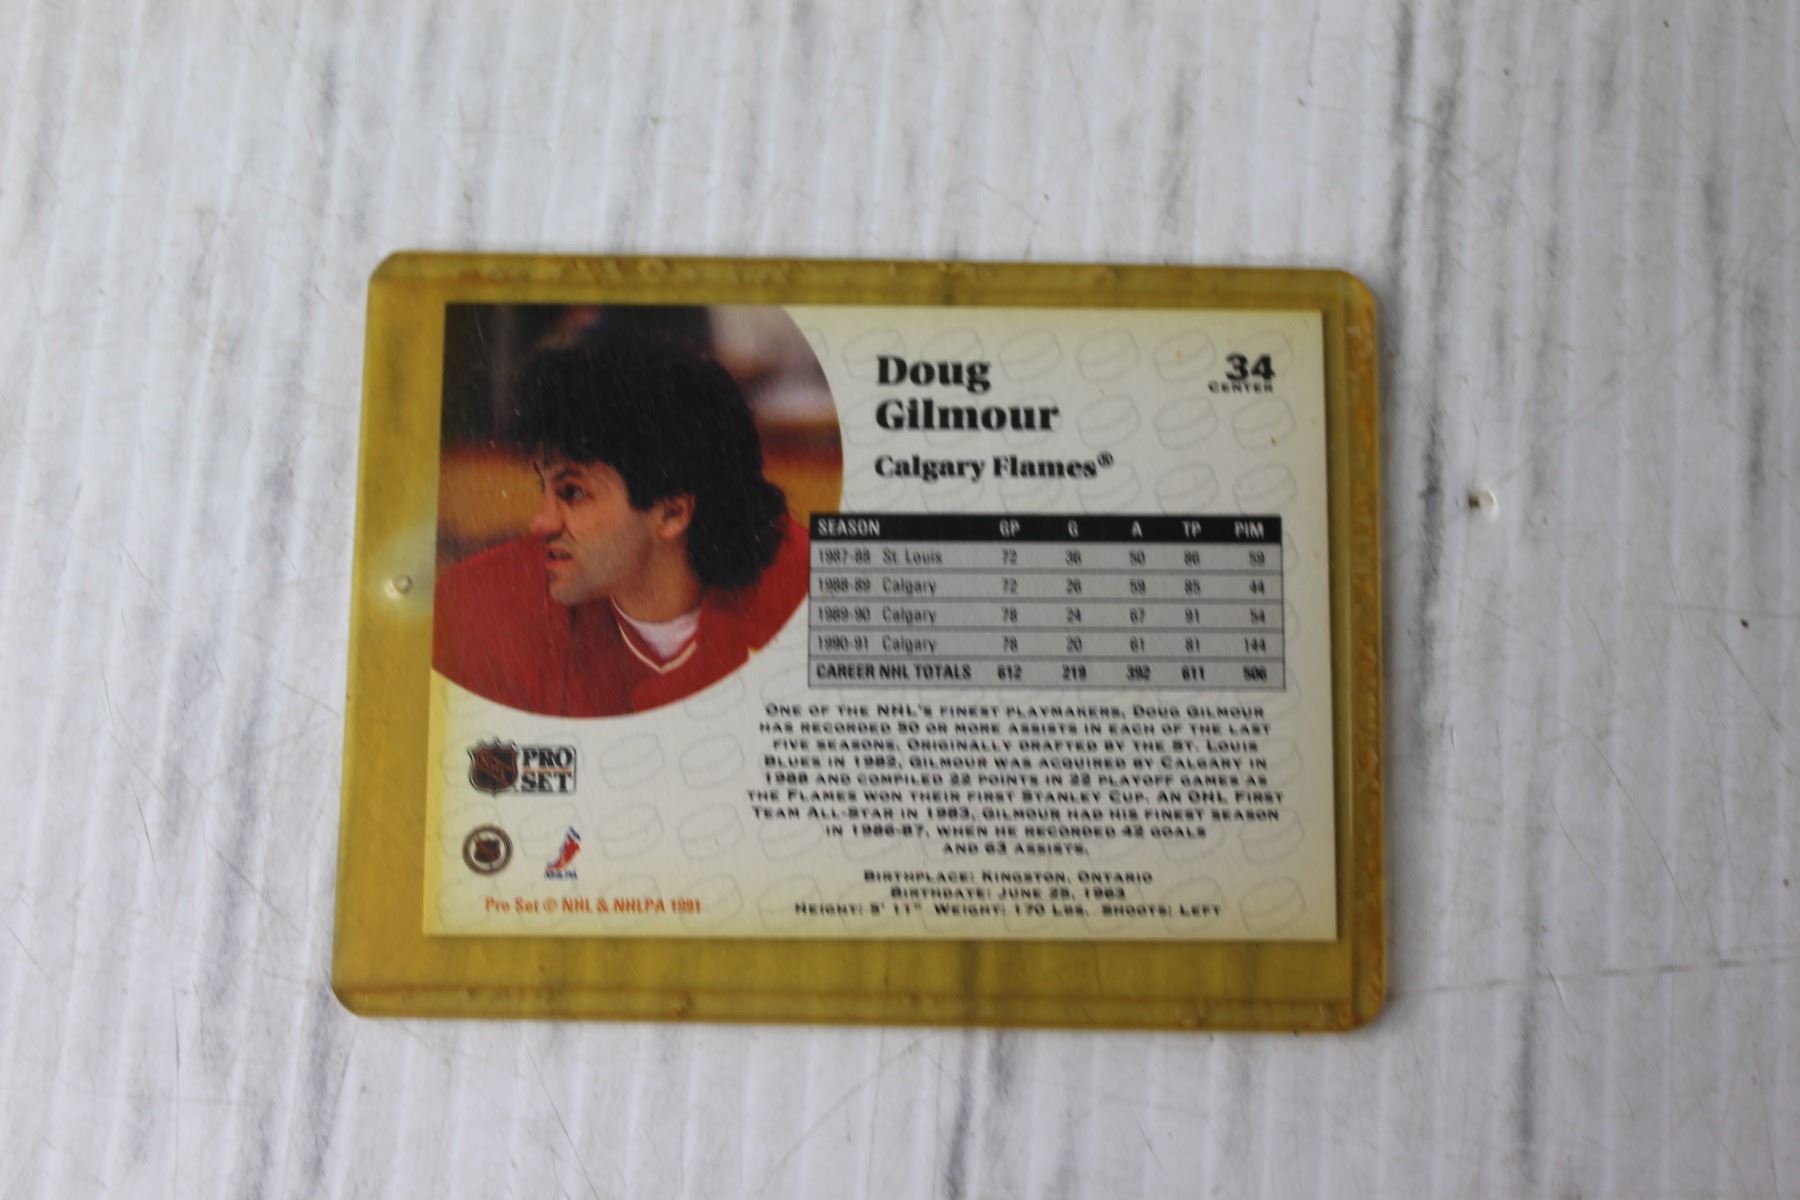 Doug
Gilmour
34
CENTER
Calgary Flames®
SEASON GP G A TP PIM
1987-88 St. Louis 72 36 50 86 59
1988-89 Calgary 72 26 59 85 44
1989-90 Calgary 78 24 67 91 54
1990-91 Calgary 78 20 61 81 144
CAREER NHL TOTALS 612 219 392 611 506
ONE OF THE NHL'S FINEST PLAYMAKERS, DOUG GILMOUR
HAS RECORDED 50 OR MORE ASSISTS IN EACH OF THE LAST
FIVE SEASONS. ORIGINALLY DRAFTED BY THE ST. LOUIS
BLUES IN 1982, GILMOUR WAS ACQUIRED BY CALGARY IN
1988 AND COMPILED 22 POINTS IN 22 PLAYOFF GAMES AS
THE FLAMES WON THEIR FIRST STANLEY CUP. AN OHL FIRST
TEAM ALL-STAR IN 1983, GILMOUR HAD HIS FINEST SEASON
IN 1986-87, WHEN HE RECORDED 42 GOALS
AND 63 ASSISTS.
BIRTHPLACE: KINGSTON, ONTARIO
BIRTHDATE: JUNE 25, 1963
HEIGHT: 5' 11" WEIGHT: 170 LBS. SHOOTS: LEFT
NHL PRO
SET
Pro Set © NHL & NHLPA 1991